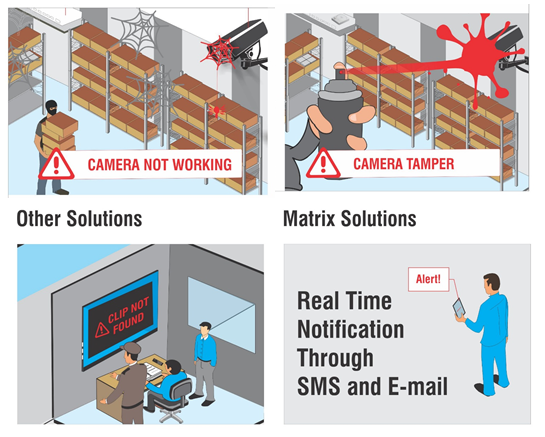 CAMERA NOT WORKING
CAMERA TAMPER
Other Solutions
Matrix Solutions
CLIP NOT
FOUND
Alert!
Real Time
Notification
Through
SMS and E-mail